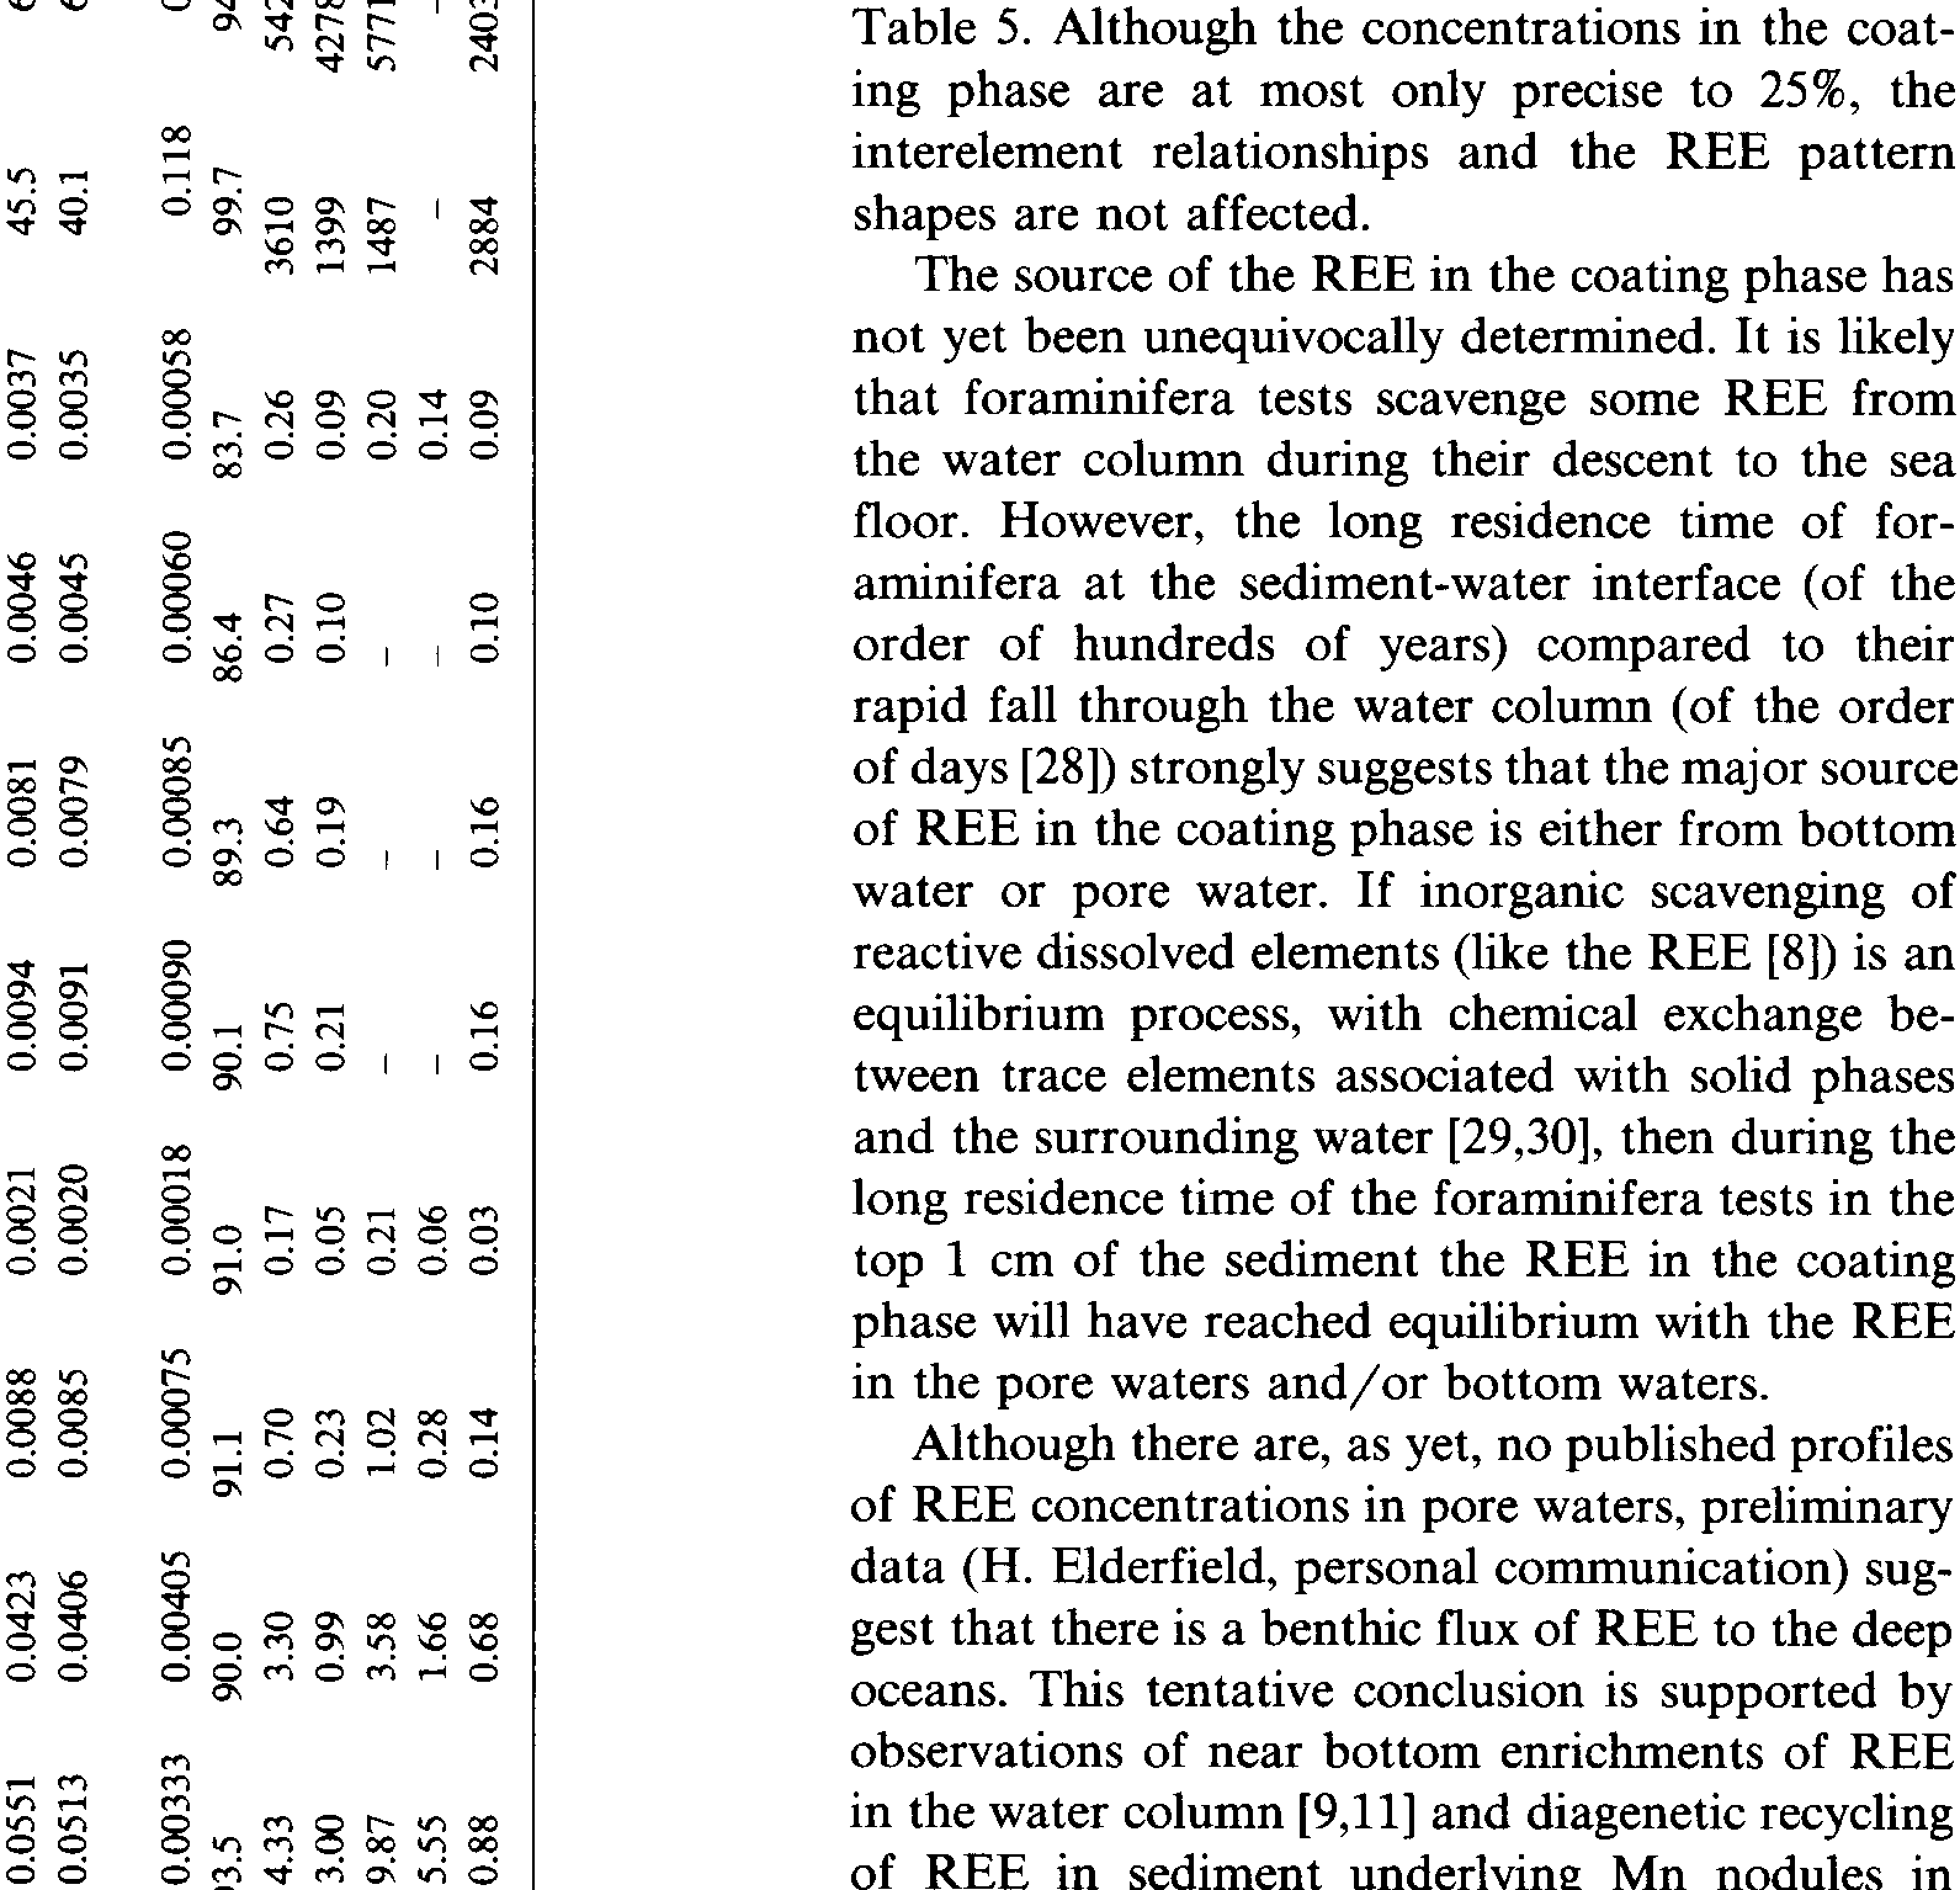 0.0551 0.0423 0.0088 0.0021 0.0094 0.0081 0.0046 0.0037 45.5
0.0513 0.0406 0.0085 0.0020 0.0091 0.0079 0.0045 0.0035 40.1
0.00333 0.00405 0.00075 0.00018 0.00090 0.00085 0.00060 0.00058 0.118
93.5 90.0 91.1 91.0 90.1 89.3 86.4 83.7 99.7 94
4.33 3.30 0.70 0.17 0.75 0.64 0.27 0.26 3610 542
3.00 0.99 0.23 0.05 0.21 0.19 0.10 0.09 1399 4278
9.87 3.58 1.02 0.21 – – – 0.20 1487 5771
5.55 1.66 0.28 0.06 – – – 0.14 – –
0.88 0.68 0.14 0.03 0.16 0.16 0.10 0.09 2884 2403
Table 5. Although the concentrations in the coat-
ing phase are at most only precise to 25%, the
interelement relationships and the REE pattern
shapes are not affected.
The source of the REE in the coating phase has
not yet been unequivocally determined. It is likely
that foraminifera tests scavenge some REE from
the water column during their descent to the sea
floor. However, the long residence time of for-
aminifera at the sediment-water interface (of the
order of hundreds of years) compared to their
rapid fall through the water column (of the order
of days [28]) strongly suggests that the major source
of REE in the coating phase is either from bottom
water or pore water. If inorganic scavenging of
reactive dissolved elements (like the REE [8]) is an
equilibrium process, with chemical exchange be-
tween trace elements associated with solid phases
and the surrounding water [29,30], then during the
long residence time of the foraminifera tests in the
top 1 cm of the sediment the REE in the coating
phase will have reached equilibrium with the REE
in the pore waters and/or bottom waters.
Although there are, as yet, no published profiles
of REE concentrations in pore waters, preliminary
data (H. Elderfield, personal communication) sug-
gest that there is a benthic flux of REE to the deep
oceans. This tentative conclusion is supported by
observations of near bottom enrichments of REE
in the water column [9,11] and diagenetic recycling
of REE in sediment underlying Mn nodules in